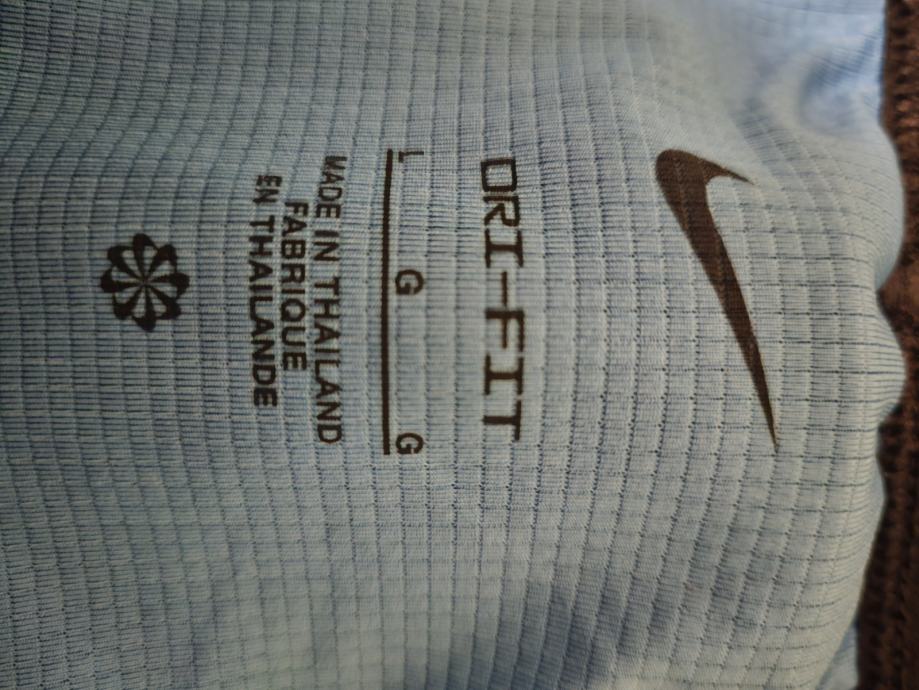 DRI-FIT
L G G
MADE IN THAILAND
FABRIQUE
EN THAILANDE